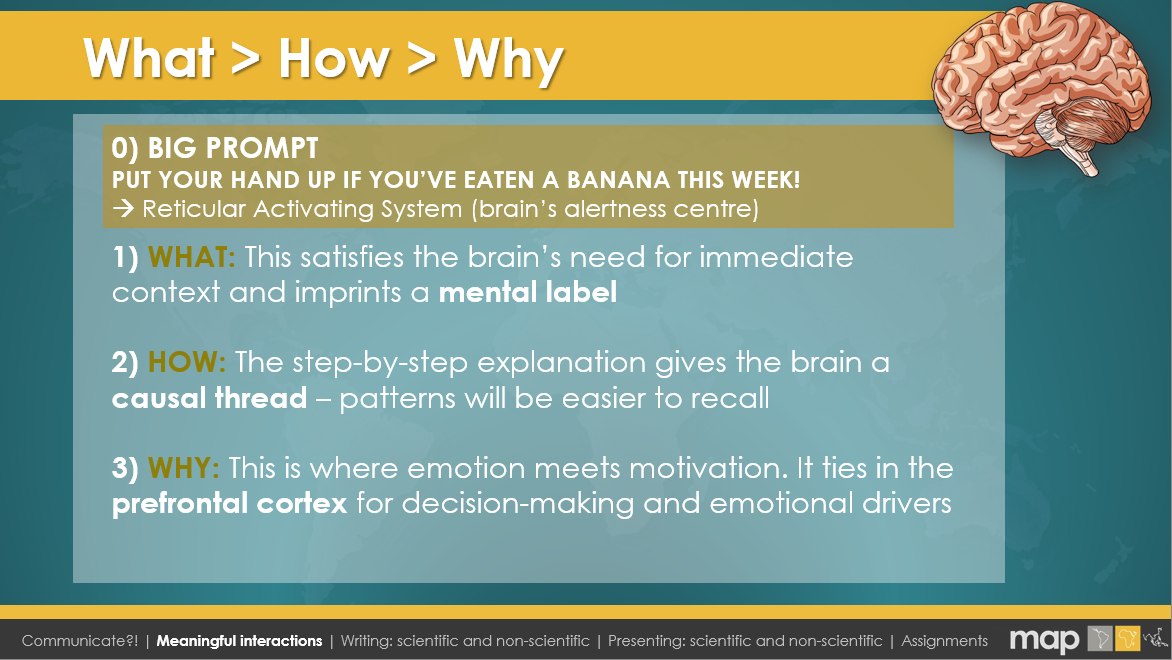 What > How > Why
0) BIG PROMPT
PUT YOUR HAND UP IF YOU’VE EATEN A BANANA THIS WEEK!
→ Reticular Activating System (brain’s alertness centre)
1) WHAT: This satisfies the brain’s need for immediate
context and imprints a mental label
2) HOW: The step-by-step explanation gives the brain a
causal thread – patterns will be easier to recall
3) WHY: This is where emotion meets motivation. It ties in the
prefrontal cortex for decision-making and emotional drivers
Communicate?! | Meaningful interactions | Writing: scientific and non-scientific | Presenting: scientific and non-scientific | Assignments
map